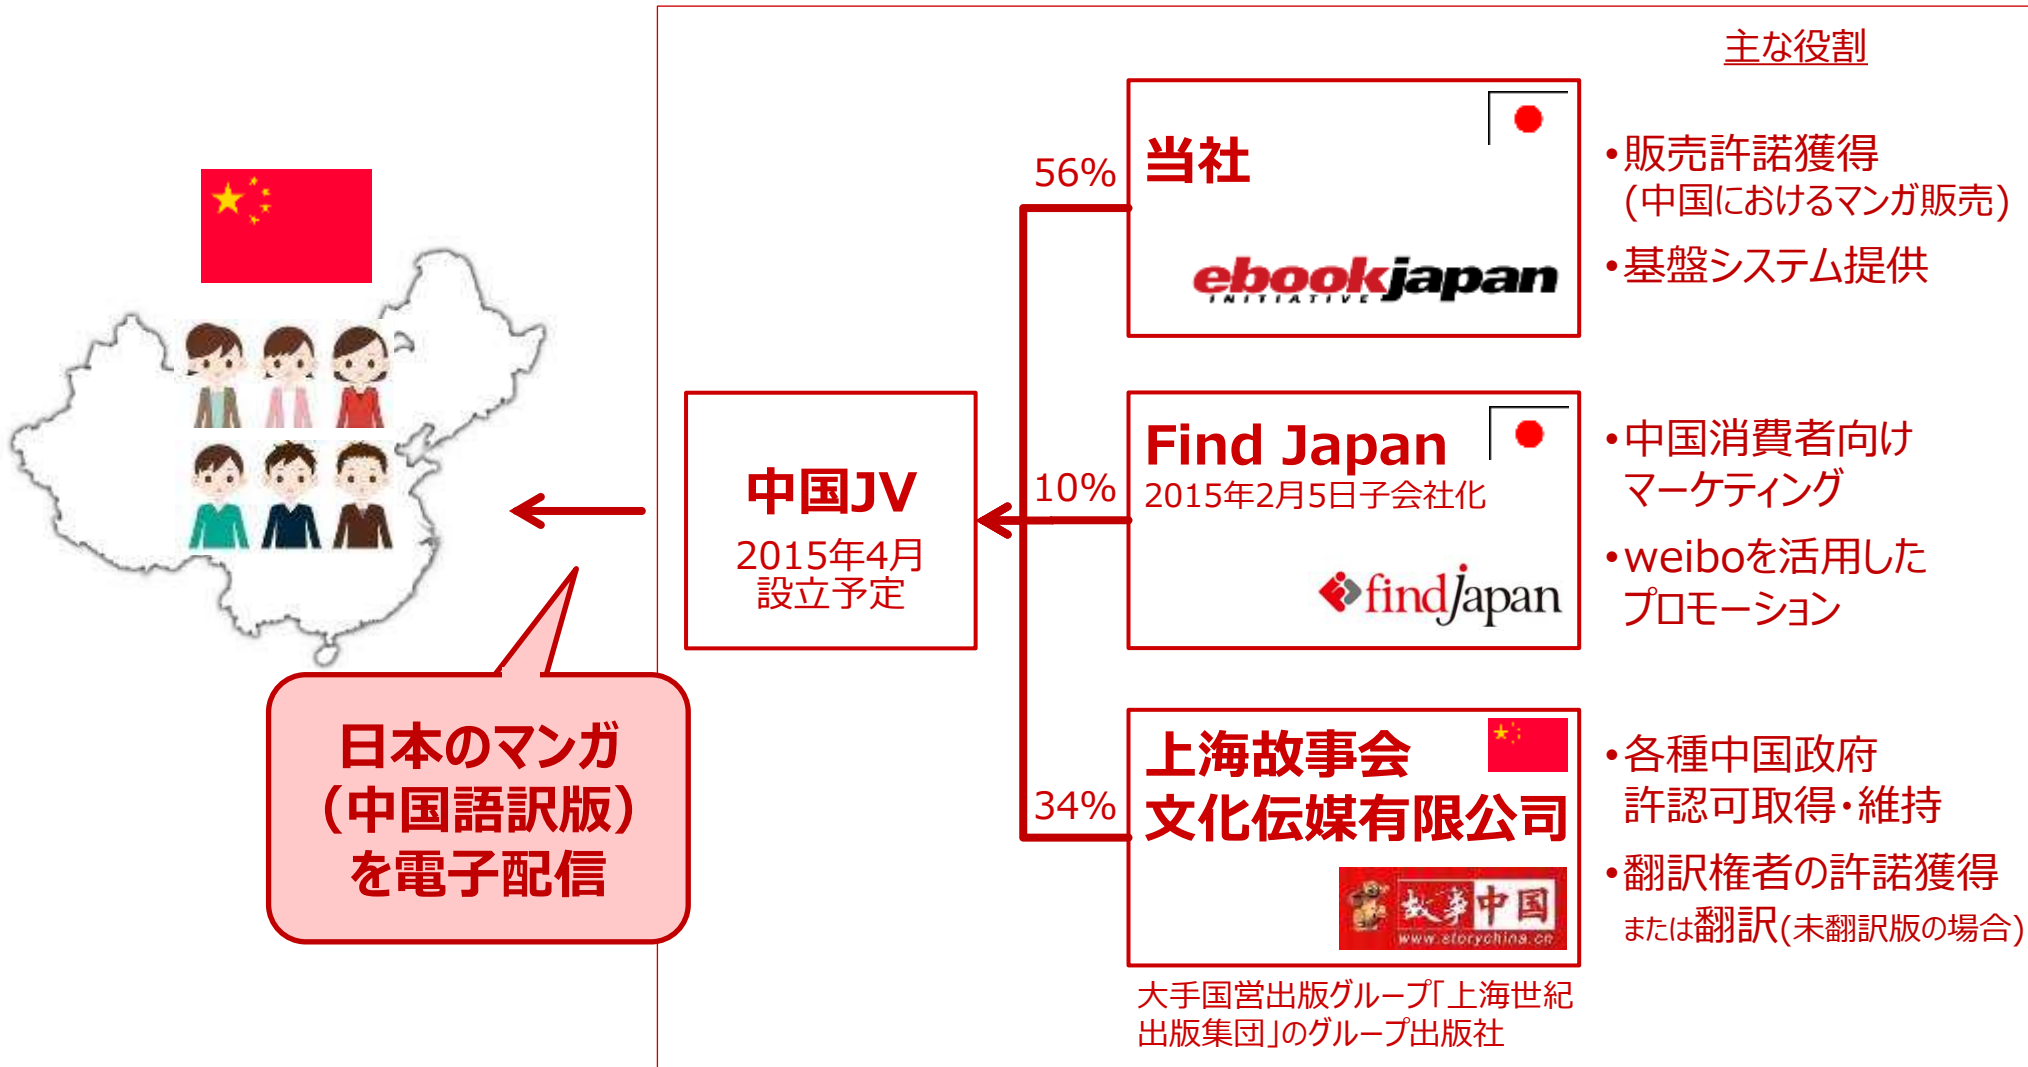 主な役割
56%
当社
ebookjapan
INITIATIVE
・販売許諾獲得
(中国におけるマンガ販売)
・基盤システム提供
中国JV
2015年4月
設立予定
10%
Find Japan
2015年2月5日子会社化
findjapan
・中国消費者向け
マーケティング
・weiboを活用した
プロモーション
日本のマンガ
(中国語訳版)
を電子配信
34%
上海故事会
文化伝媒有限公司
故事中国
www.storychina.cn
・各種中国政府
許認可取得・維持
・翻訳権者の許諾獲得
または翻訳(未翻訳版の場合)
大手国営出版グループ「上海世紀
出版集団」のグループ出版社